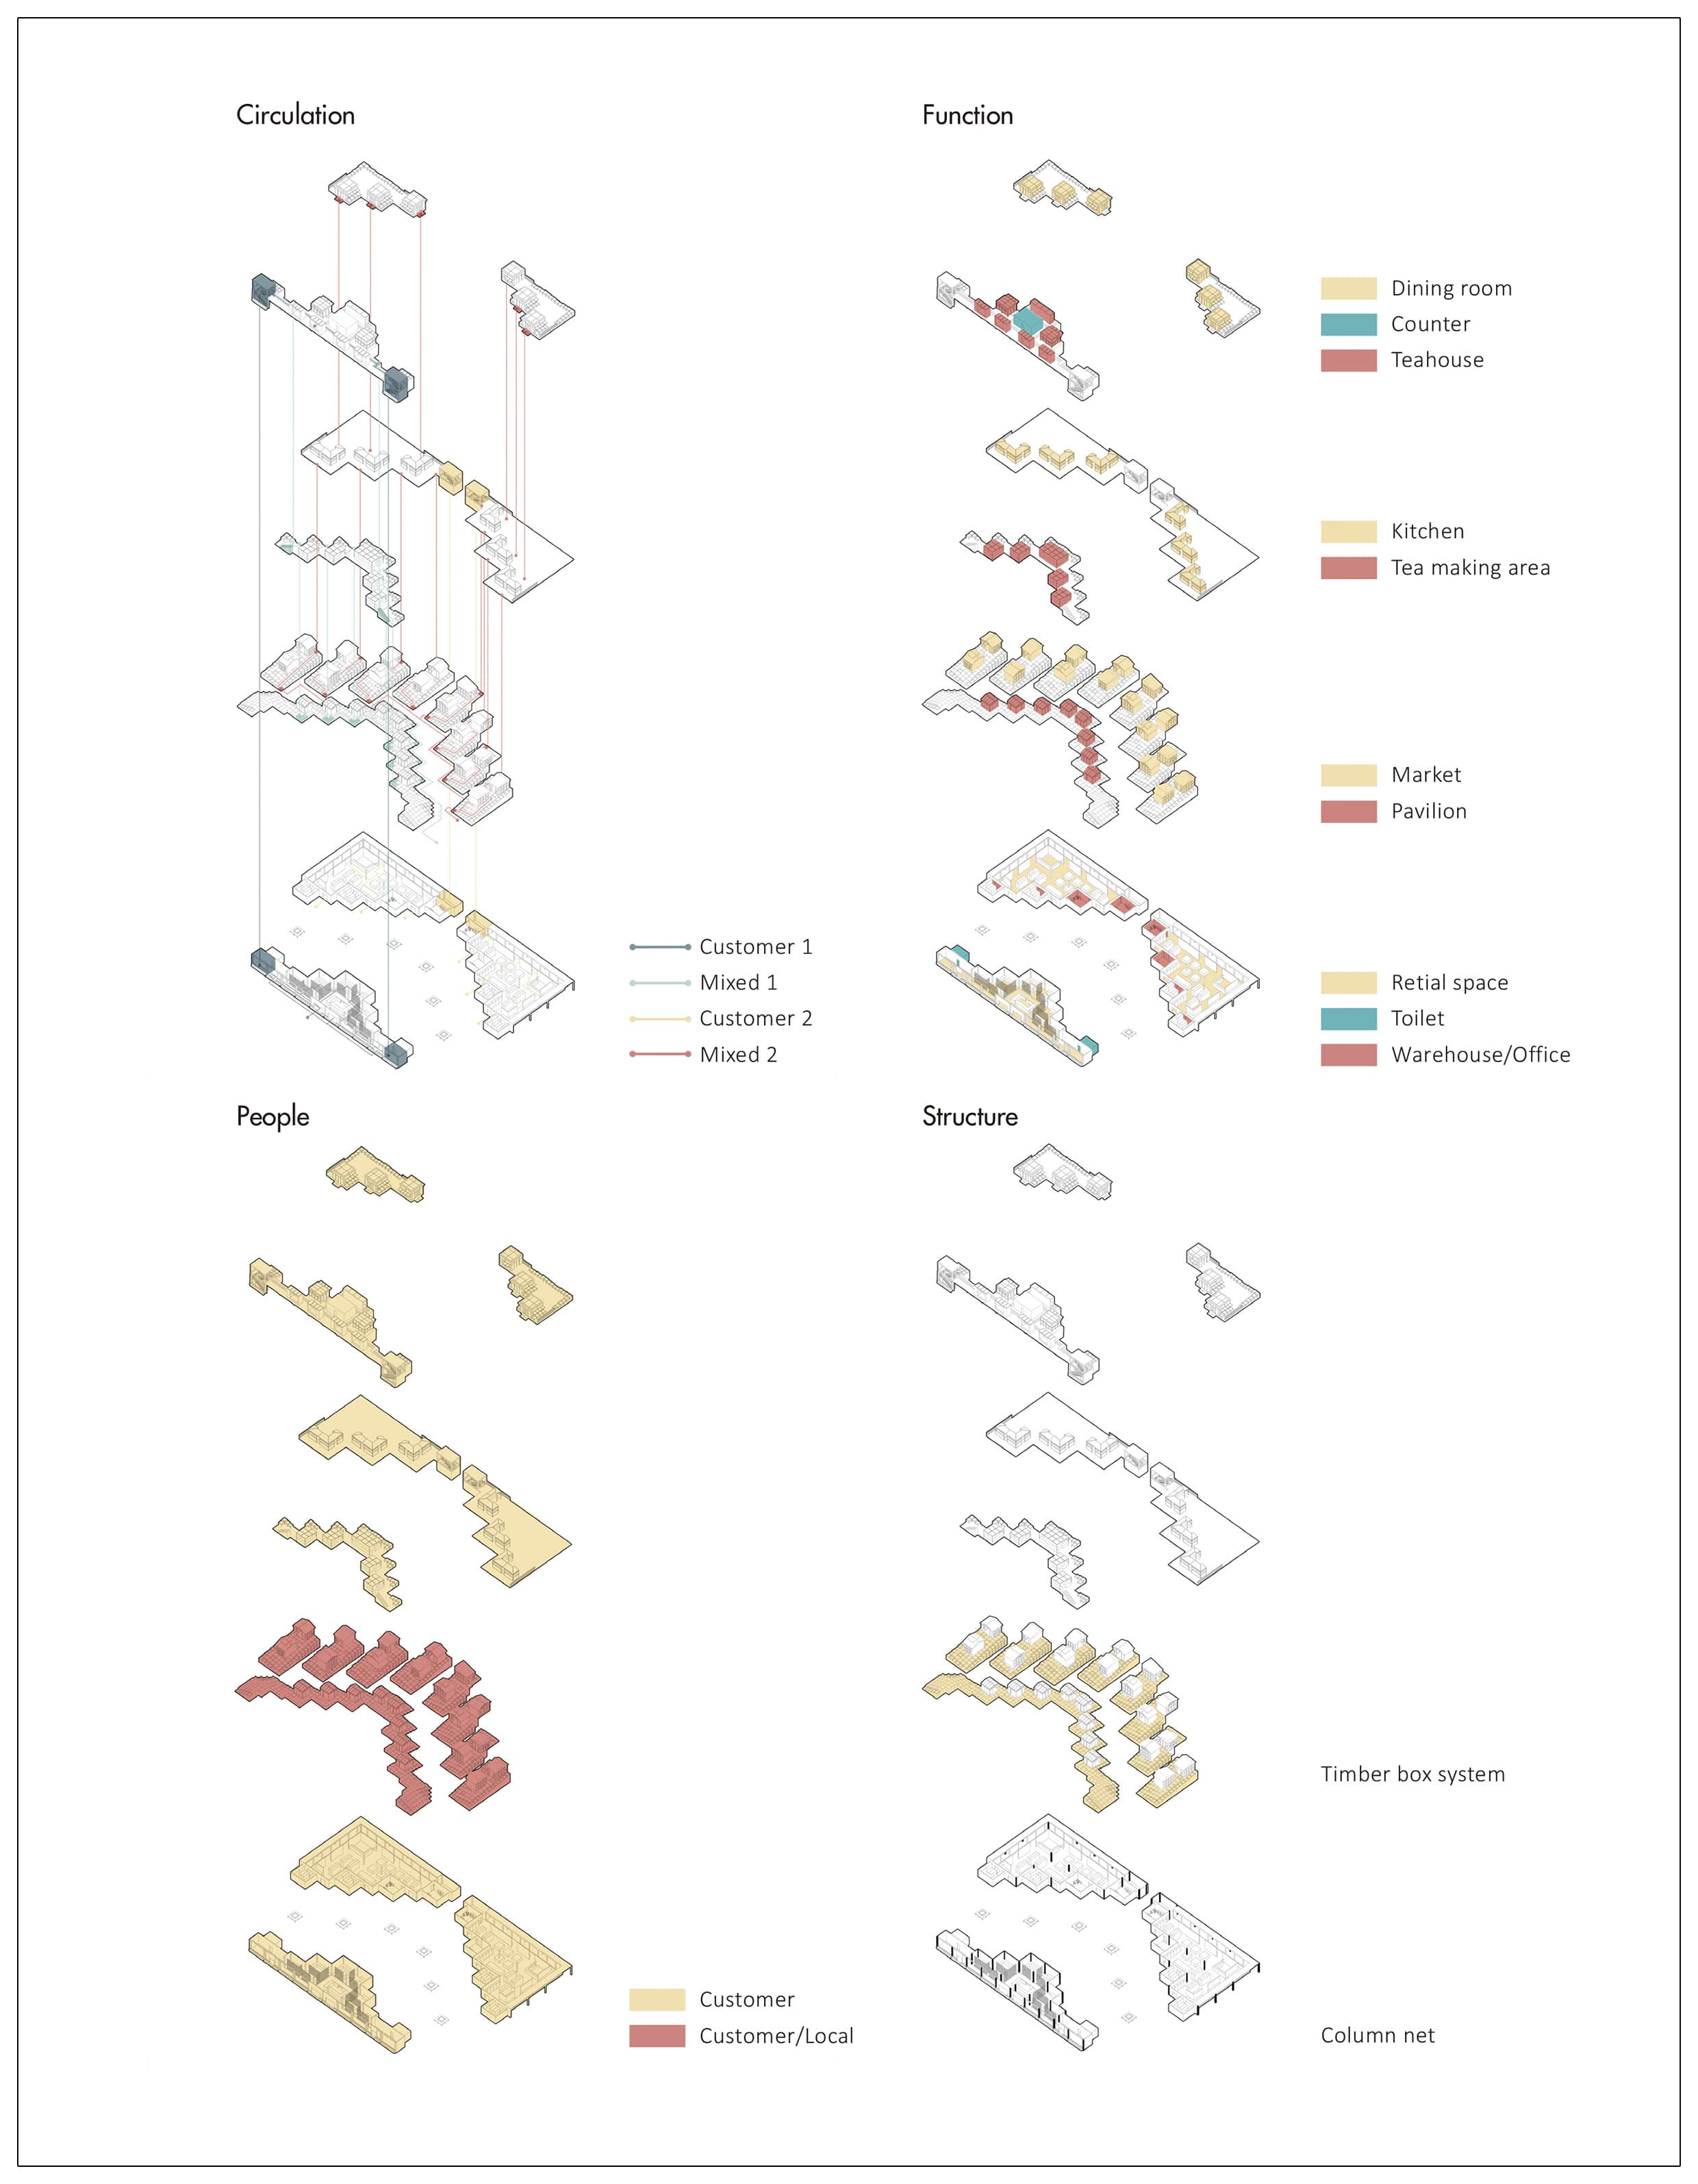 Circulation
Function
Dining room
Counter
Teahouse
Kitchen
Tea making area
Market
Pavilion
Customer 1
Mixed 1
Customer 2
Mixed 2
Retial space
Toilet
Warehouse/Office
People
Structure
Timber box system
Customer
Customer/Local
Column net